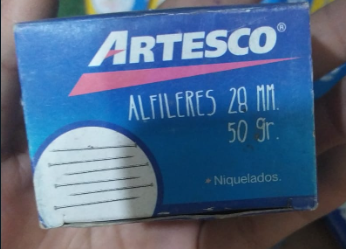 ARTESCO®
ALFILERES 28 MM.
50 gr.
• Niquelados.